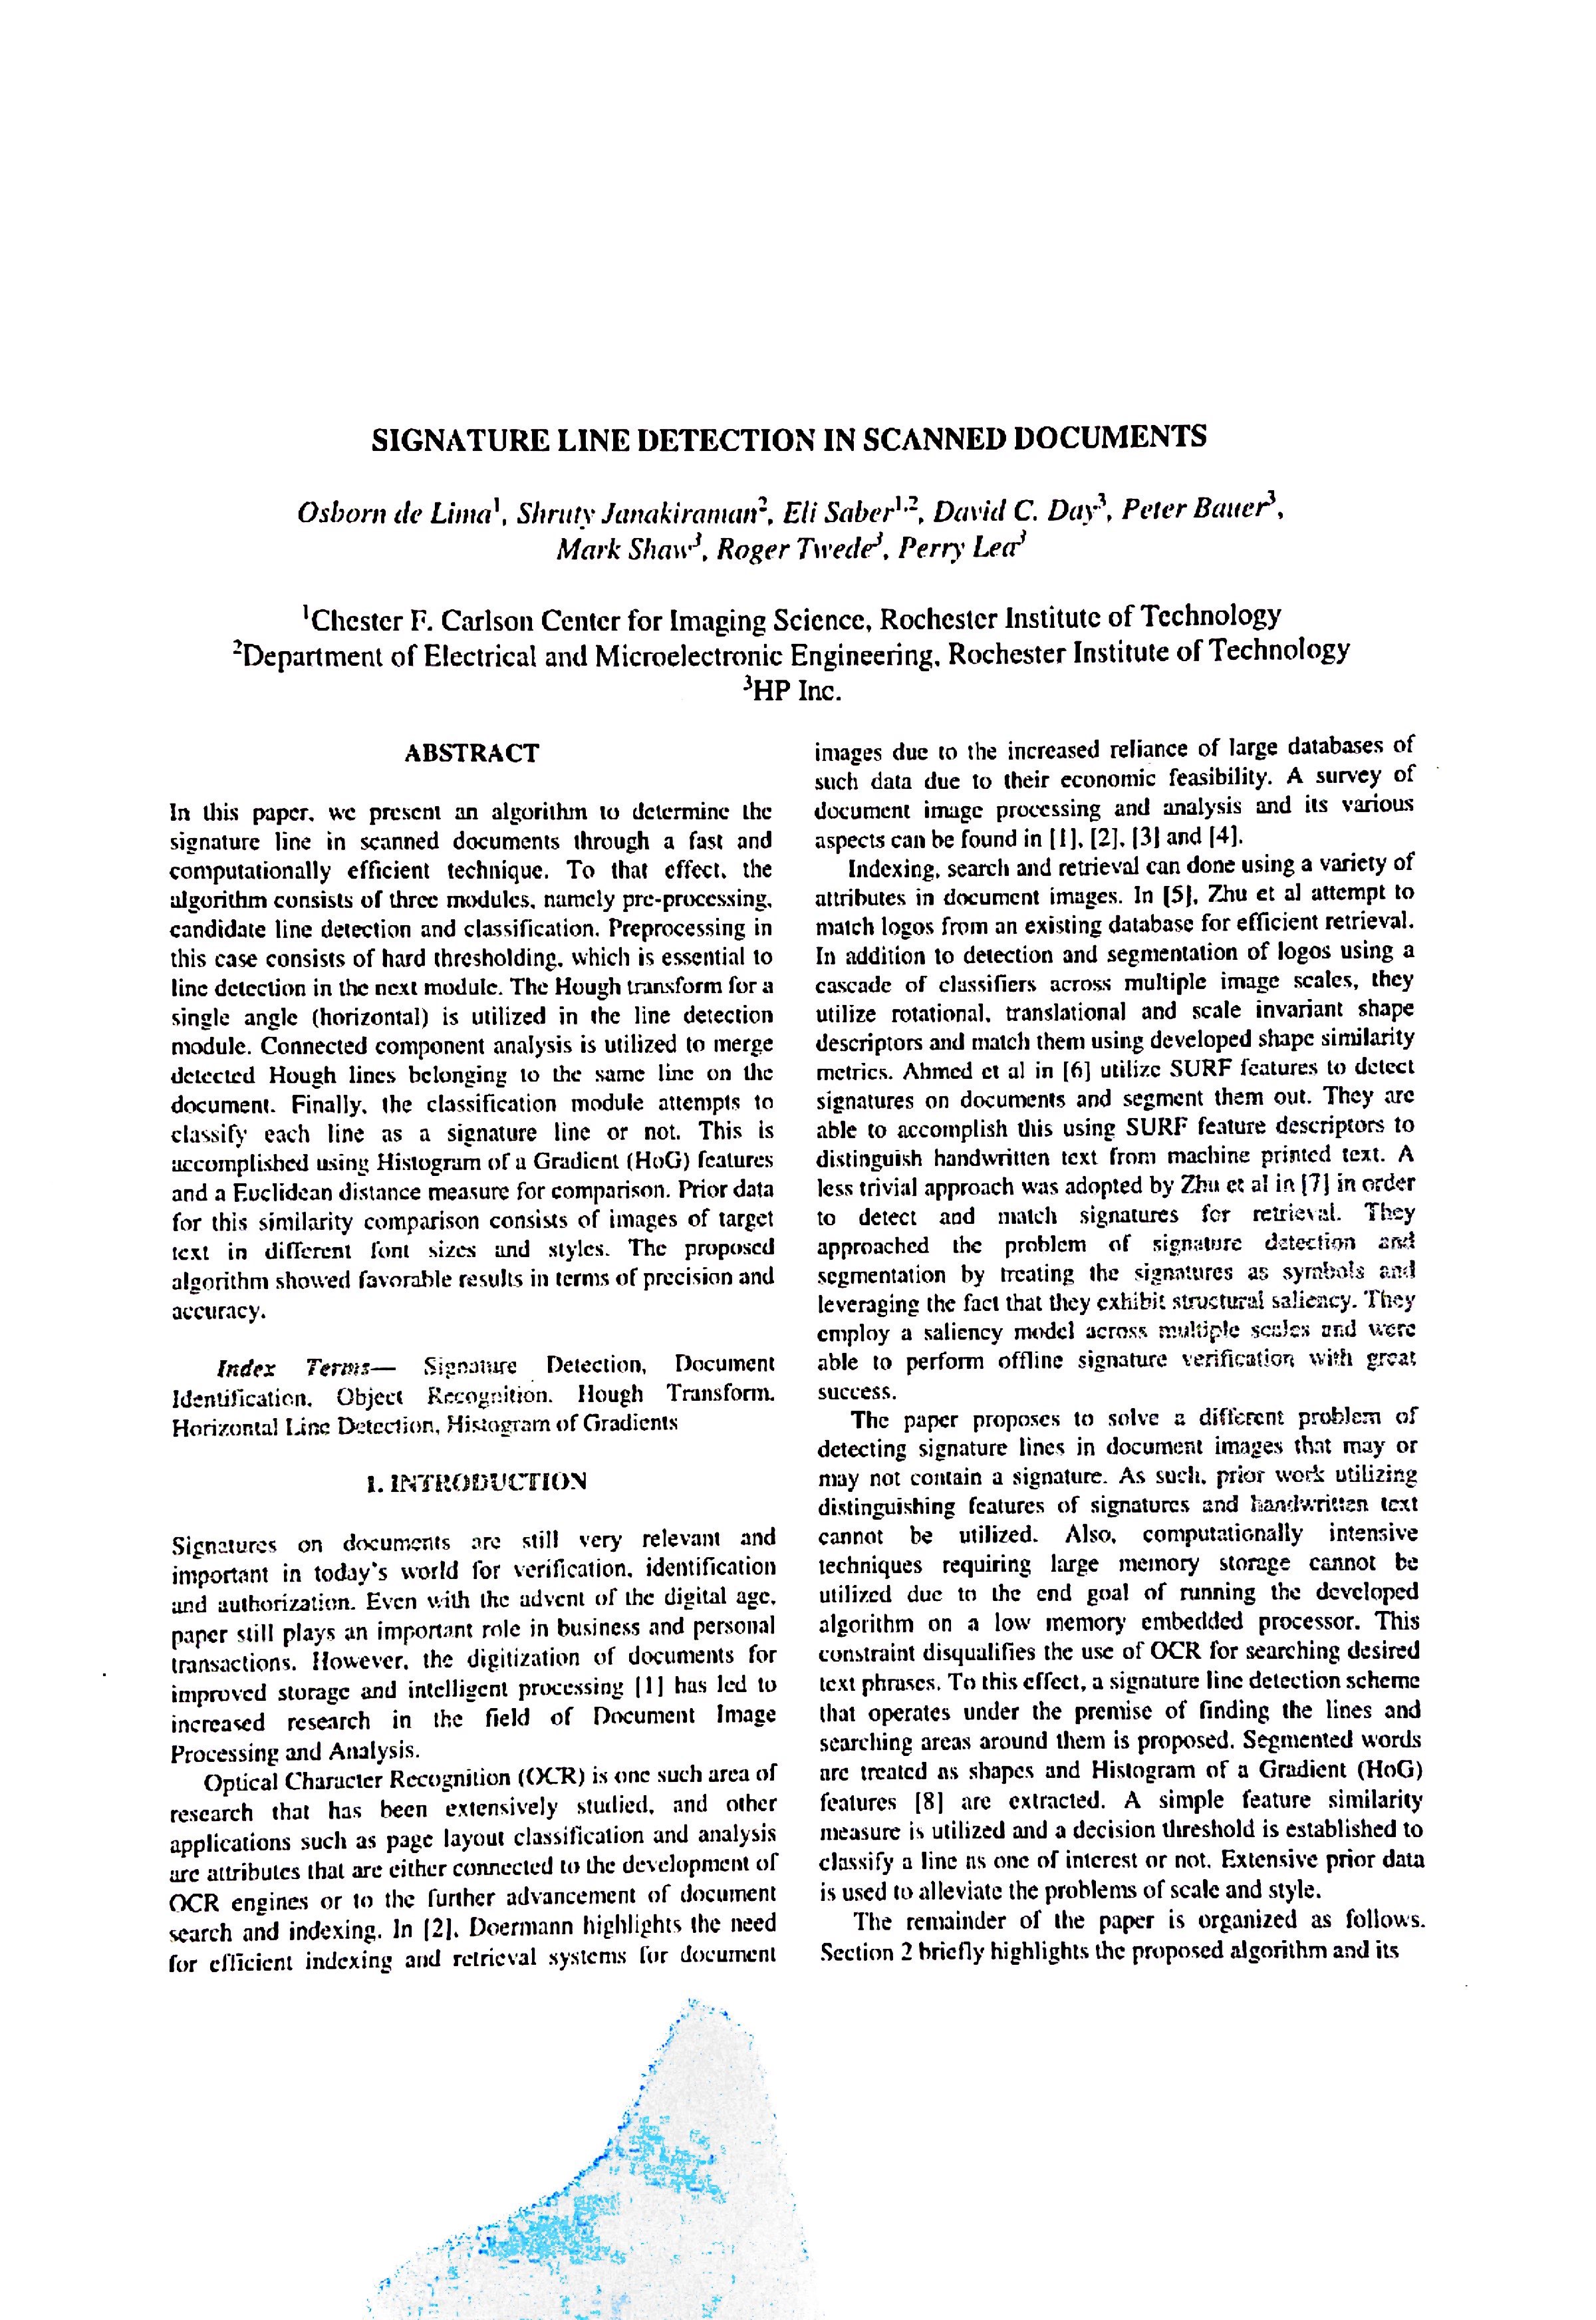 SIGNATURE LINE DETECTION IN SCANNED DOCUMENTS
Osborn de Lima¹, Shruty Janakiraman², Eli Saber¹·², David C. Day³, Peter Bauer³,
Mark Shaw³, Roger Twede³, Perry Lea³
¹Chester F. Carlson Center for Imaging Science, Rochester Institute of Technology
²Department of Electrical and Microelectronic Engineering, Rochester Institute of Technology
³HP Inc.
ABSTRACT
In this paper, we present an algorithm to determine the
signature line in scanned documents through a fast and
computationally efficient technique. To that effect, the
algorithm consists of three modules, namely pre-processing,
candidate line detection and classification. Preprocessing in
this case consists of hard thresholding, which is essential to
line detection in the next module. The Hough transform for a
single angle (horizontal) is utilized in the line detection
module. Connected component analysis is utilized to merge
detected Hough lines belonging to the same line on the
document. Finally, the classification module attempts to
classify each line as a signature line or not. This is
accomplished using Histogram of a Gradient (HoG) features
and a Euclidean distance measure for comparison. Prior data
for this similarity comparison consists of images of target
text in different font sizes and styles. The proposed
algorithm showed favorable results in terms of precision and
accuracy.
Index Terms— Signature Detection, Document
Identification, Object Recognition, Hough Transform,
Horizontal Line Detection, Histogram of Gradients
1. INTRODUCTION
Signatures on documents are still very relevant and
important in today's world for verification, identification
and authorization. Even with the advent of the digital age,
paper still plays an important role in business and personal
transactions. However, the digitization of documents for
improved storage and intelligent processing [1] has led to
increased research in the field of Document Image
Processing and Analysis.
Optical Character Recognition (OCR) is one such area of
research that has been extensively studied, and other
applications such as page layout classification and analysis
are attributes that are either connected to the development of
OCR engines or to the further advancement of document
search and indexing. In [2], Doermann highlights the need
for efficient indexing and retrieval systems for document
images due to the increased reliance of large databases of
such data due to their economic feasibility. A survey of
document image processing and analysis and its various
aspects can be found in [1], [2], [3] and [4].
Indexing, search and retrieval can done using a variety of
attributes in document images. In [5], Zhu et al attempt to
match logos from an existing database for efficient retrieval.
In addition to detection and segmentation of logos using a
cascade of classifiers across multiple image scales, they
utilize rotational, translational and scale invariant shape
descriptors and match them using developed shape similarity
metrics. Ahmed et al in [6] utilize SURF features to detect
signatures on documents and segment them out. They are
able to accomplish this using SURF feature descriptors to
distinguish handwritten text from machine printed text. A
less trivial approach was adopted by Zhu et al in [7] in order
to detect and match signatures for retrieval. They
approached the problem of signature detection and
segmentation by treating the signatures as symbols and
leveraging the fact that they exhibit structural saliency. They
employ a saliency model across multiple scales and were
able to perform offline signature verification with great
success.
The paper proposes to solve a different problem of
detecting signature lines in document images that may or
may not contain a signature. As such, prior work utilizing
distinguishing features of signatures and handwritten text
cannot be utilized. Also, computationally intensive
techniques requiring large memory storage cannot be
utilized due to the end goal of running the developed
algorithm on a low memory embedded processor. This
constraint disqualifies the use of OCR for searching desired
text phrases. To this effect, a signature line detection scheme
that operates under the premise of finding the lines and
searching areas around them is proposed. Segmented words
are treated as shapes and Histogram of a Gradient (HoG)
features [8] are extracted. A simple feature similarity
measure is utilized and a decision threshold is established to
classify a line as one of interest or not. Extensive prior data
is used to alleviate the problems of scale and style.
The remainder of the paper is organized as follows.
Section 2 briefly highlights the proposed algorithm and its